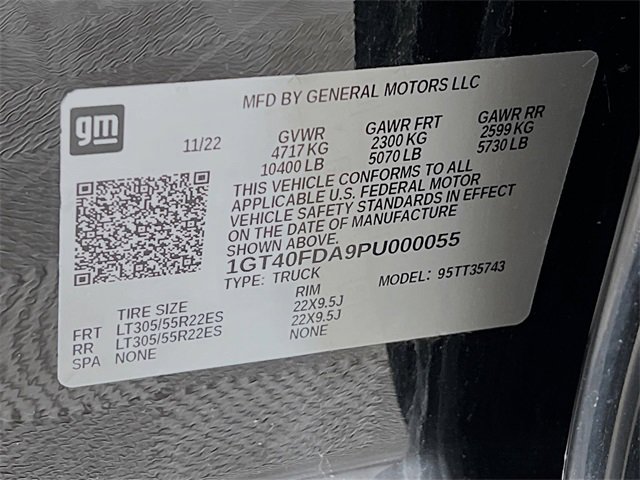 gm
MFD BY GENERAL MOTORS LLC
11/22 GVWR GAWR FRT GAWR RR
4717 KG 2300 KG 2599 KG
10400 LB 5070 LB 5730 LB
THIS VEHICLE CONFORMS TO ALL
APPLICABLE U.S. FEDERAL MOTOR
VEHICLE SAFETY STANDARDS IN EFFECT
ON THE DATE OF MANUFACTURE
SHOWN ABOVE.
1GT40FDA9PU000055
TYPE: TRUCK MODEL: 95TT35743
TIRE SIZE RIM
FRT LT305/55R22ES 22X9.5J
RR LT305/55R22ES 22X9.5J
SPA NONE NONE